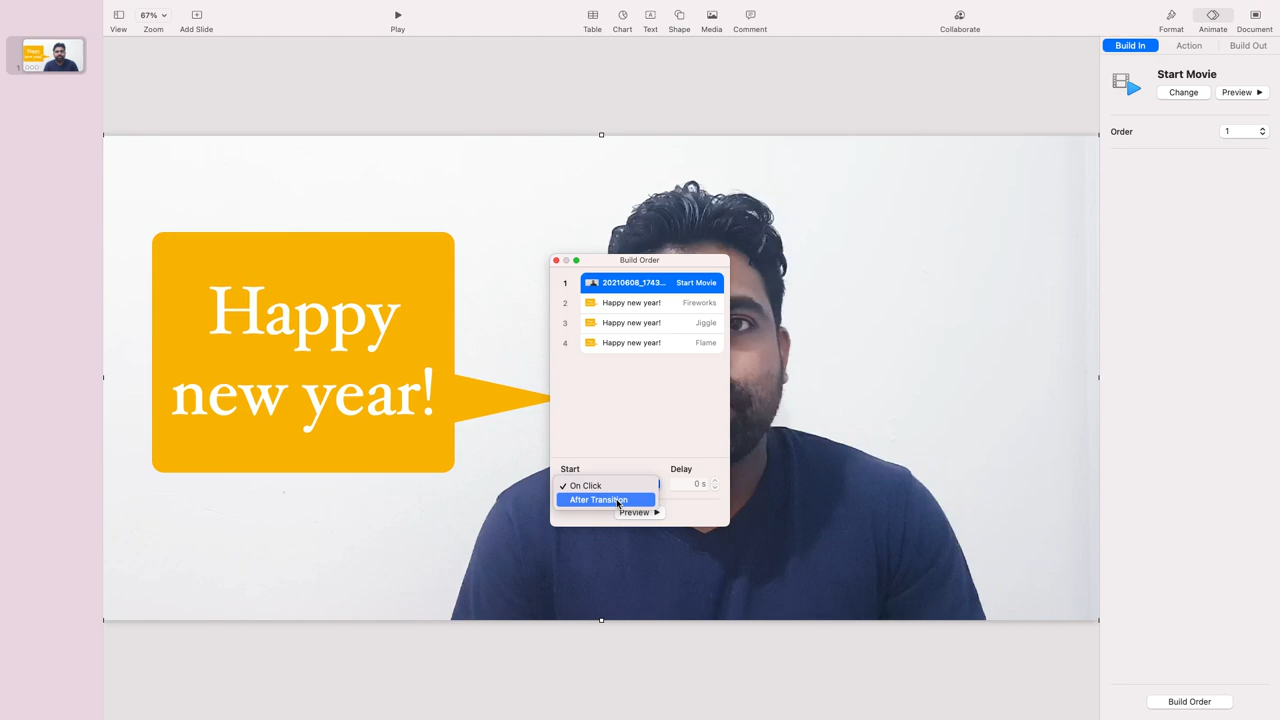 67%
View
Zoom
Add Slide
Play
Table
Chart
Text
Shape
Media
Comment
Collaborate
Format
Animate
Document
1
Build In
Action
Build Out
Start Movie
Change
Preview
Order
1
Happy
new year!
Build Order
1 20210608_1743... Start Movie
2 Happy new year! Fireworks
3 Happy new year! Jiggle
4 Happy new year! Flame
Start
Delay
✓ On Click
0 s
After Transition
Preview
Build Order